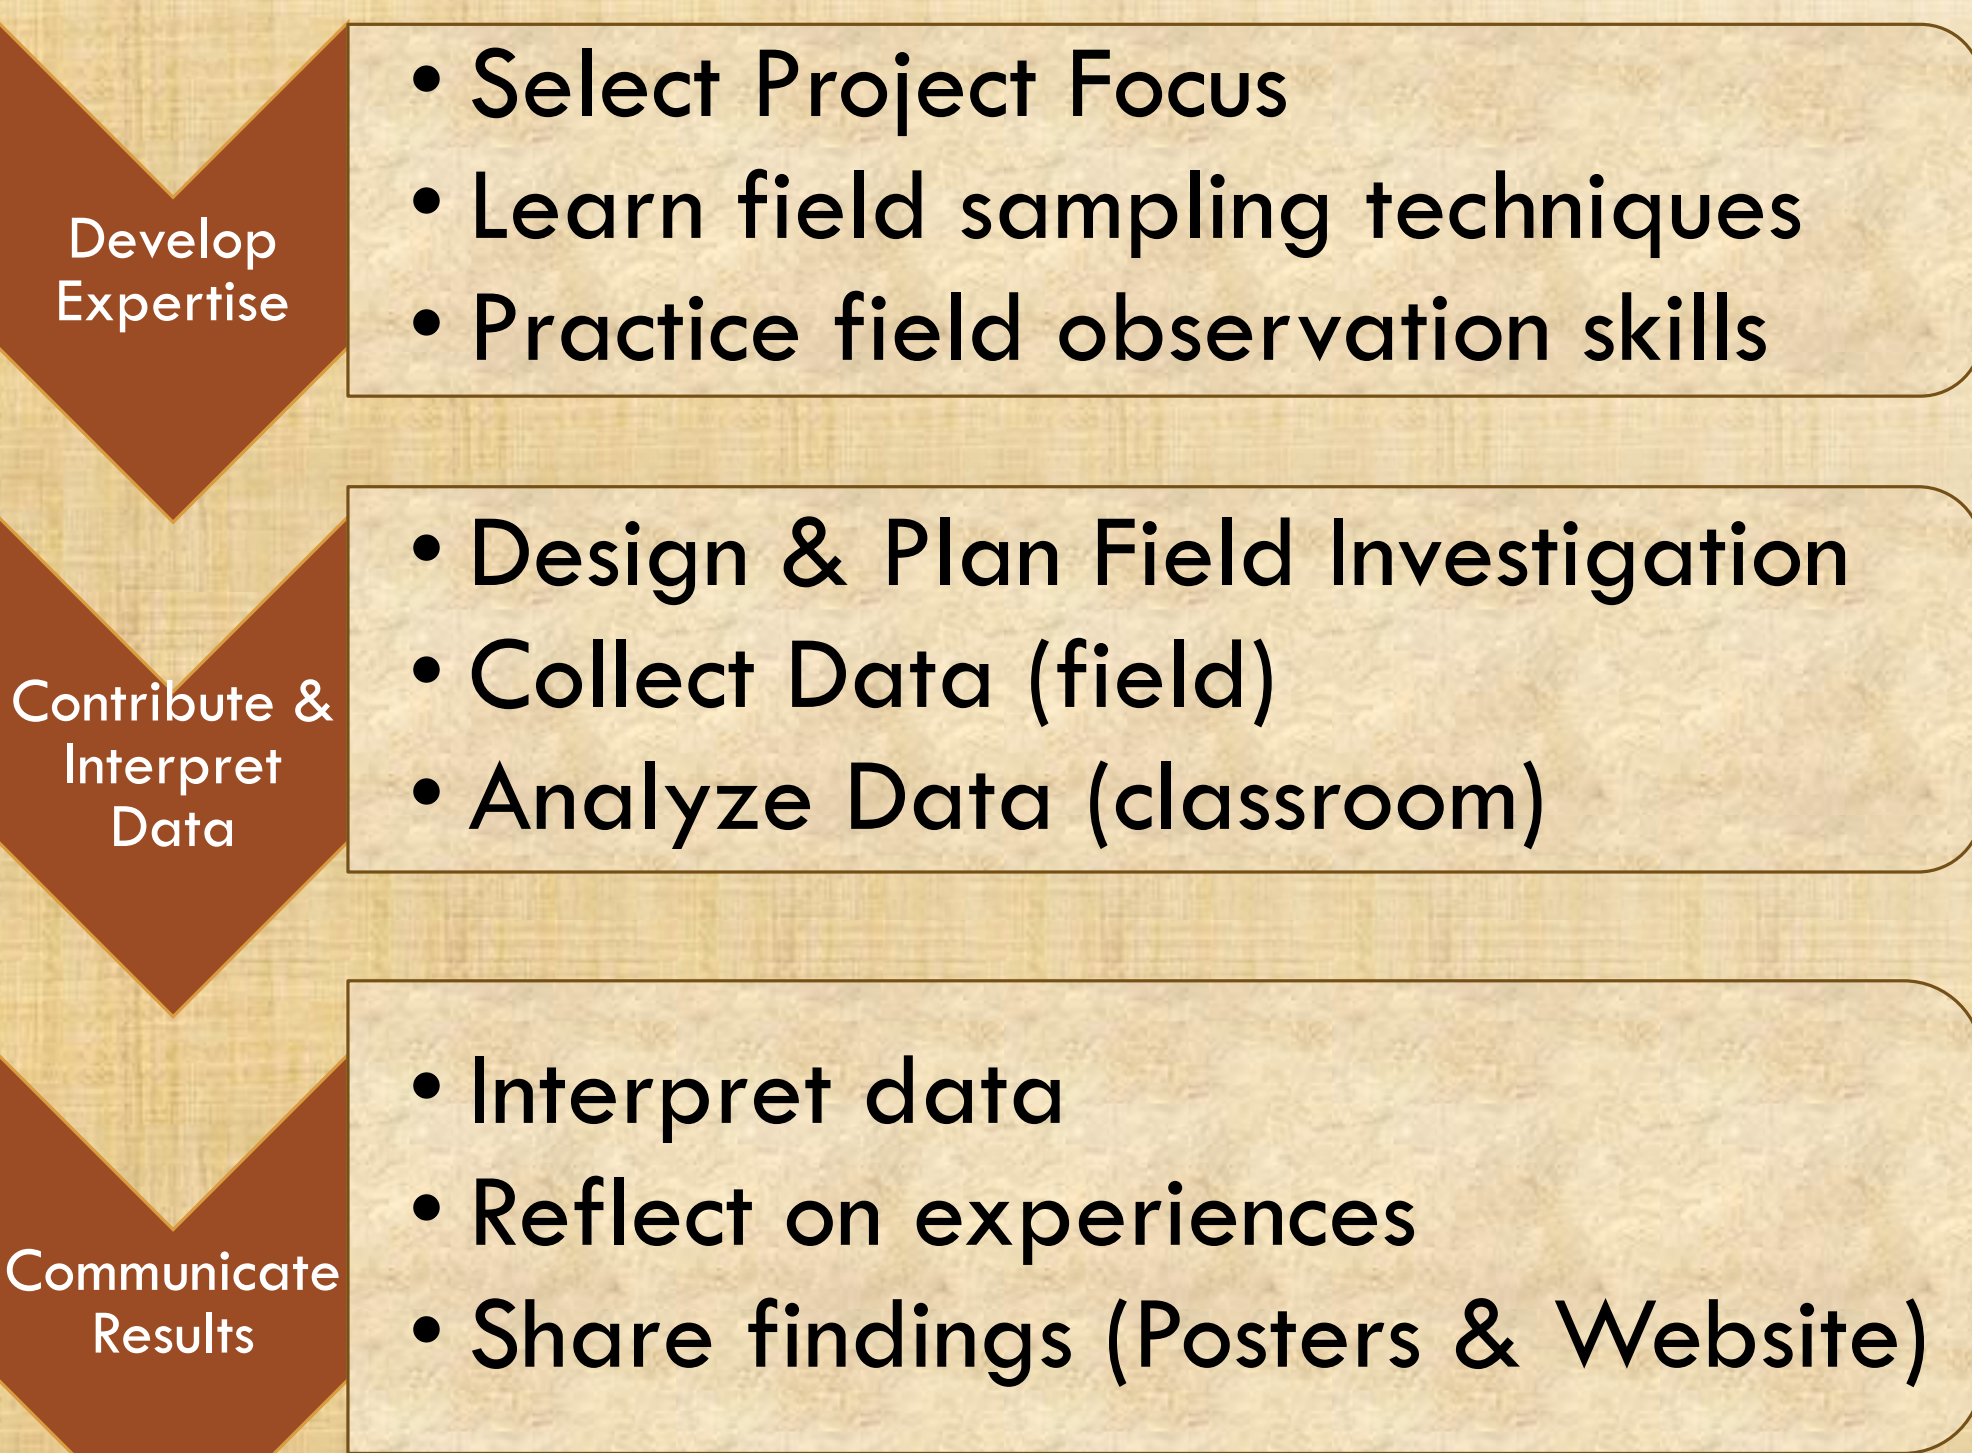 Develop
Expertise
• Select Project Focus
• Learn field sampling techniques
• Practice field observation skills
Contribute &
Interpret
Data
• Design & Plan Field Investigation
• Collect Data (field)
• Analyze Data (classroom)
Communicate
Results
• Interpret data
• Reflect on experiences
• Share findings (Posters & Website)